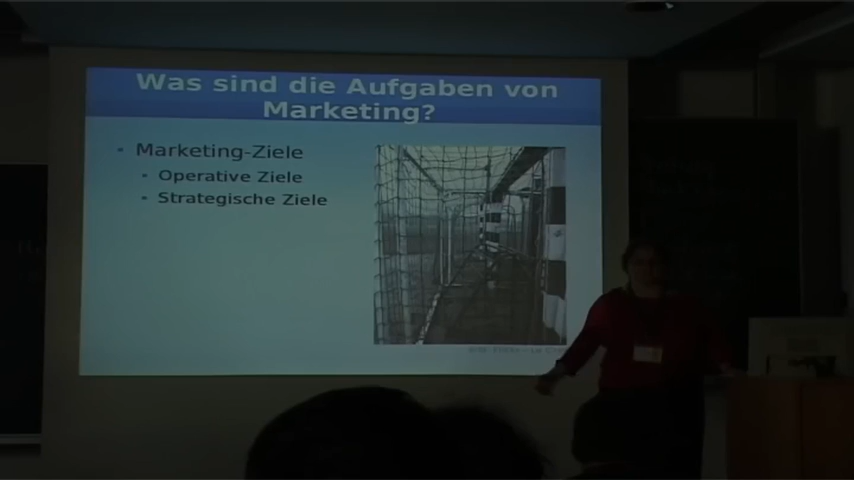 Was sind die Aufgaben von
Marketing?
Marketing-Ziele
Operative Ziele
Strategische Ziele